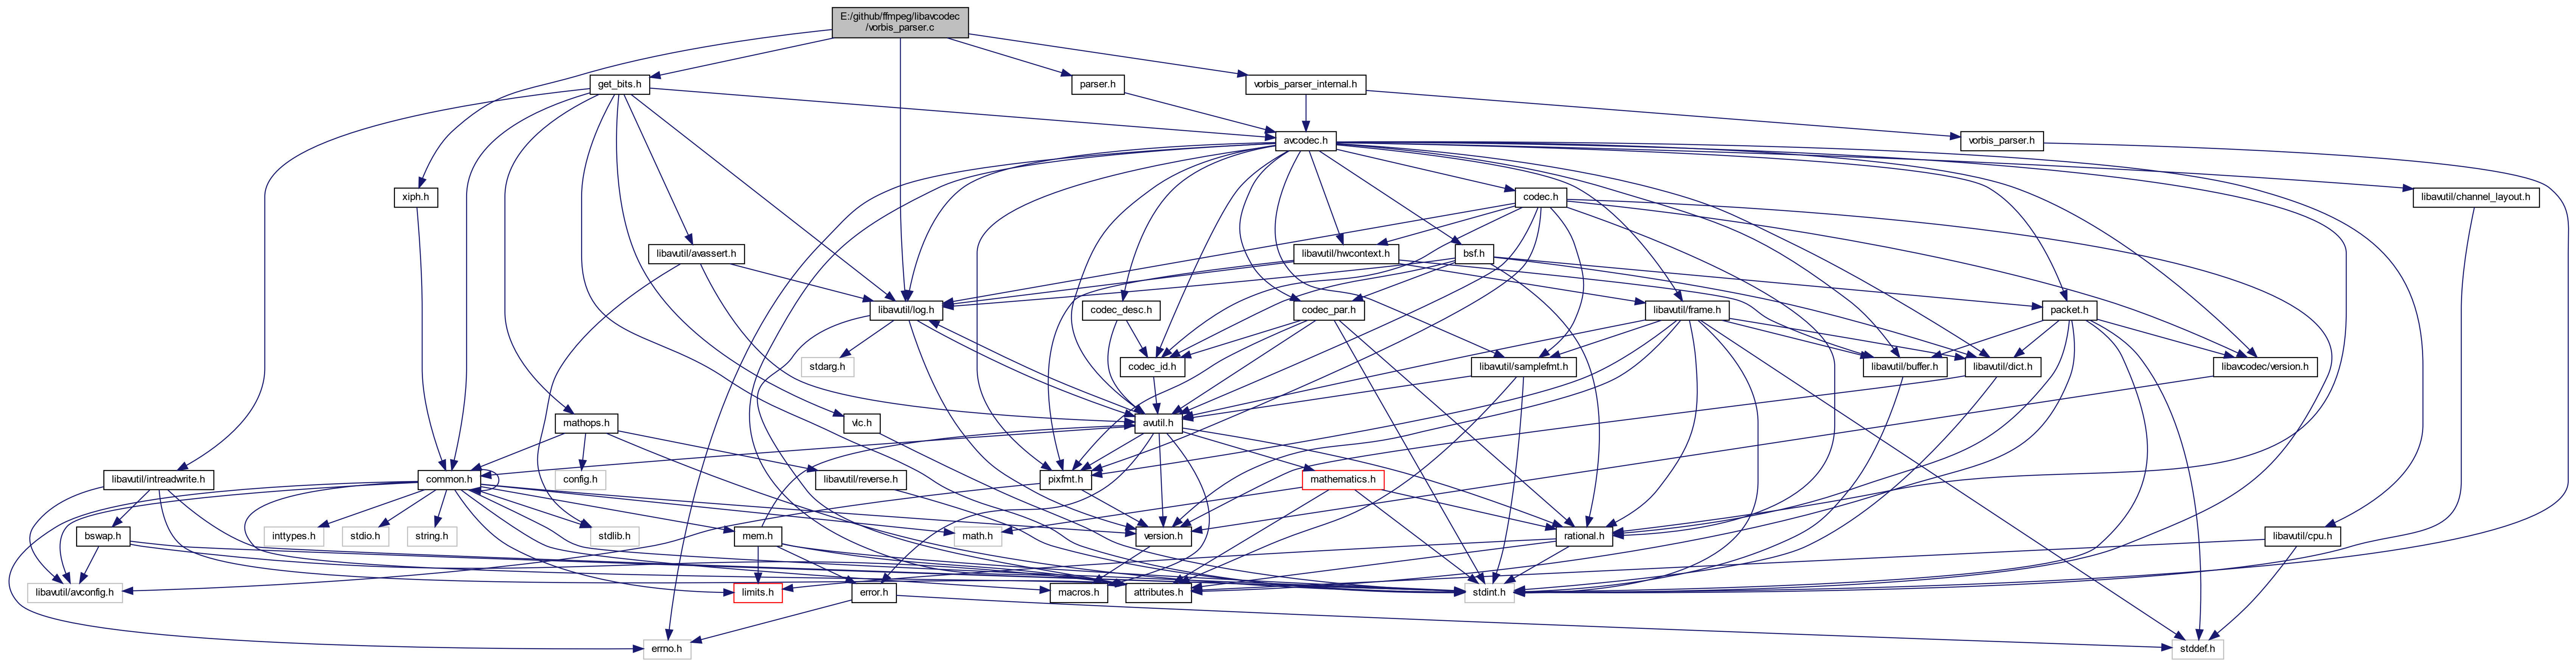 E:/github/ffmpeg/libavcodec
/vorbis_parser.c
get_bits.h
parser.h
vorbis_parser_internal.h
avcodec.h
vorbis_parser.h
xiph.h
codec.h
libavutil/channel_layout.h
libavutil/avassert.h
libavutil/hwcontext.h
bsf.h
libavutil/log.h
codec_desc.h
codec_par.h
libavutil/frame.h
packet.h
stdarg.h
codec_id.h
libavutil/samplefmt.h
libavutil/buffer.h
libavutil/dict.h
libavcodec/version.h
mathops.h
vlc.h
avutil.h
libavutil/intreadwrite.h
common.h
config.h
libavutil/reverse.h
pixfmt.h
mathematics.h
bswap.h
inttypes.h
stdio.h
string.h
stdlib.h
mem.h
math.h
version.h
rational.h
libavutil/cpu.h
libavutil/avconfig.h
limits.h
error.h
macros.h
attributes.h
stdint.h
errno.h
stddef.h